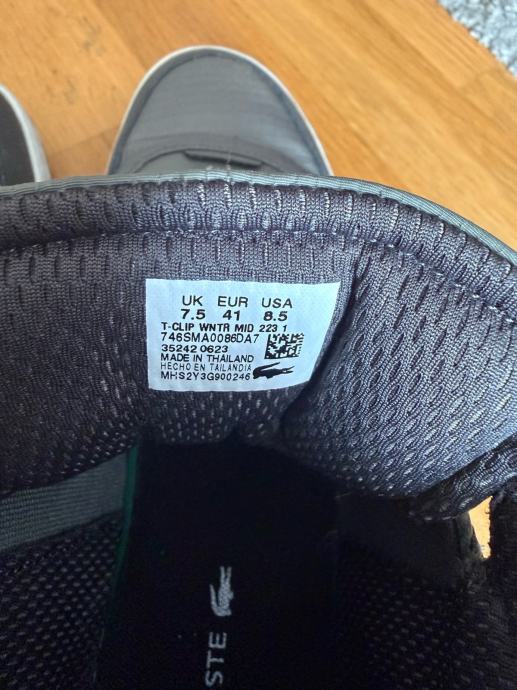 UK EUR USA
7.5 41 8.5
T-CLIP WNTR MID 223 1
746SMA0086DA7
35242 0623
MADE IN THAILAND
HECHO EN TAILANDIA
MHS2Y3G900246
STE